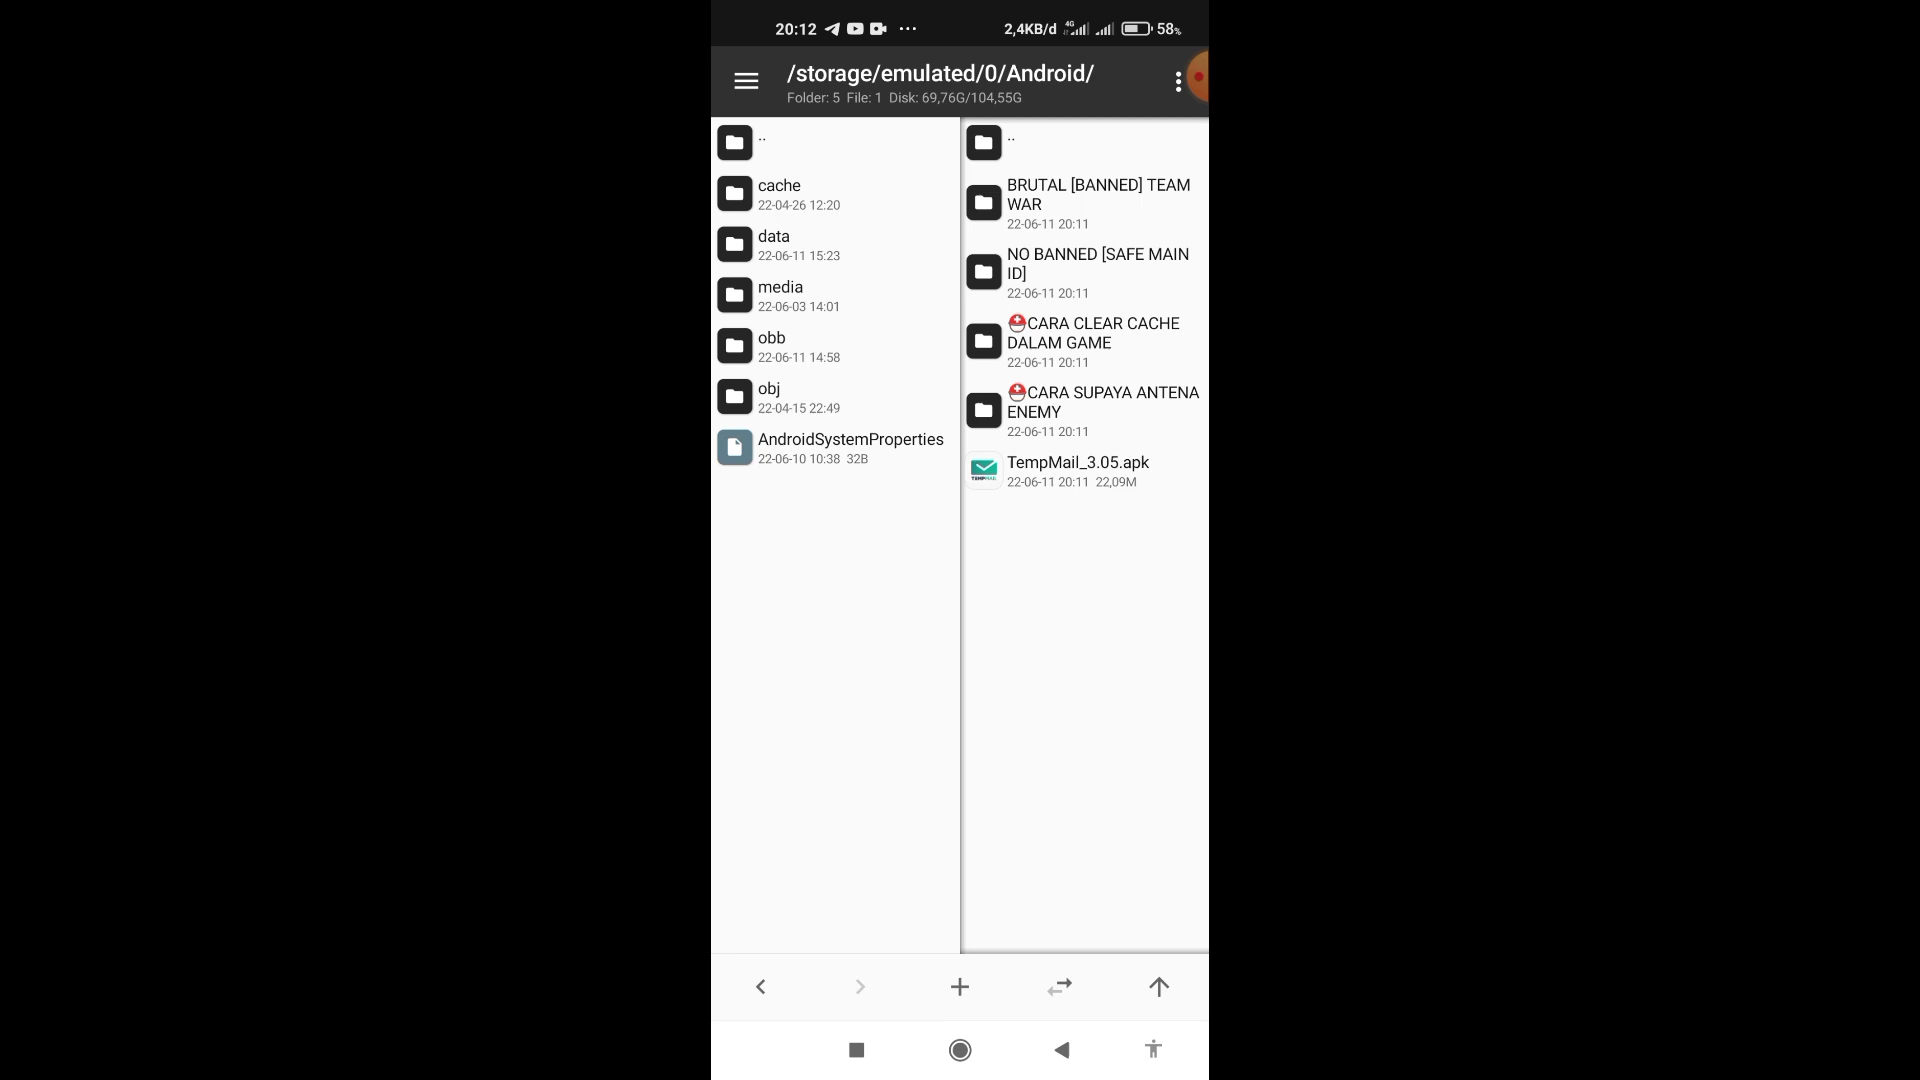 20:12
2,4KB/d 4G 58%
/storage/emulated/0/Android/
Folder: 5 File: 1 Disk: 69,76G/104,55G
..
cache
22-04-26 12:20
data
22-06-11 15:23
media
22-06-03 14:01
obb
22-06-11 14:58
obj
22-04-15 22:49
AndroidSystemProperties
22-06-10 10:38 32B
..
BRUTAL [BANNED] TEAM
WAR
22-06-11 20:11
NO BANNED [SAFE MAIN
ID]
22-06-11 20:11
⛑CARA CLEAR CACHE
DALAM GAME
22-06-11 20:11
⛑CARA SUPAYA ANTENA
ENEMY
22-06-11 20:11
TEMPMAIL
TempMail_3.05.apk
22-06-11 20:11 22,09M